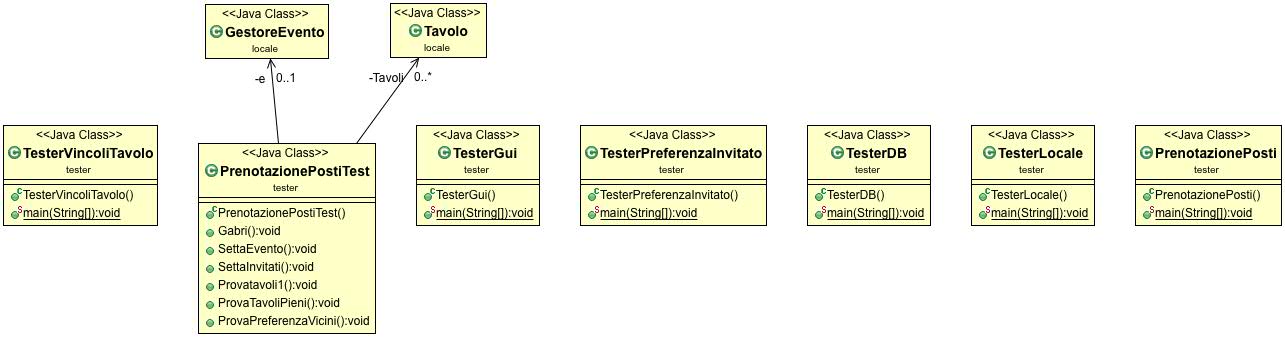 <<Java Class>>
GestoreEvento
locale
<<Java Class>>
Tavolo
locale
-e 0..1
-Tavoli 0..*
<<Java Class>>
TesterVincoliTavolo
tester
TesterVincoliTavolo()
main(String[]):void
<<Java Class>>
PrenotazionePostiTest
tester
PrenotazionePostiTest()
Gabri():void
SettaEvento():void
SettaInvitati():void
Provatavoli1():void
ProvaTavoliPieni():void
ProvaPreferenzaVicini():void
<<Java Class>>
TesterGui
tester
TesterGui()
main(String[]):void
<<Java Class>>
TesterPreferenzaInvitato
tester
TesterPreferenzaInvitato()
main(String[]):void
<<Java Class>>
TesterDB
tester
TesterDB()
main(String[]):void
<<Java Class>>
TesterLocale
tester
TesterLocale()
main(String[]):void
<<Java Class>>
PrenotazionePosti
tester
PrenotazionePosti()
main(String[]):void